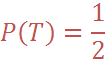 P(T) = 1/2